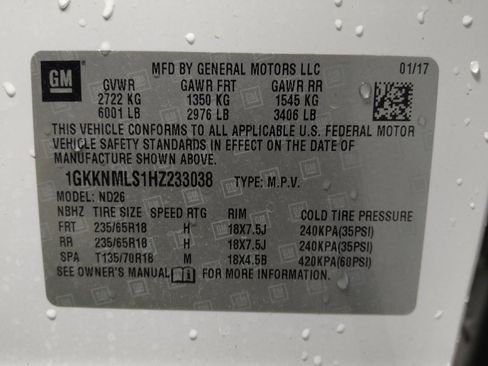 GM
MFD BY GENERAL MOTORS LLC 01/17
GVWR GAWR FRT GAWR RR
2722 KG 1350 KG 1545 KG
6001 LB 2976 LB 3406 LB
THIS VEHICLE CONFORMS TO ALL APPLICABLE U.S. FEDERAL MOTOR
VEHICLE SAFETY STANDARDS IN EFFECT ON THE DATE OF
MANUFACTURE SHOWN ABOVE.
1GKKNMLS1HZ233038 TYPE: M.P.V.
MODEL: ND26
NBHZ TIRE SIZE SPEED RTG RIM COLD TIRE PRESSURE
FRT 235/65R18 H 18X7.5J 240KPA(35PSI)
RR 235/65R18 H 18X7.5J 240KPA(35PSI)
SPA T135/70R18 M 18X4.5B 420KPA(60PSI)
SEE OWNER'S MANUAL FOR MORE INFORMATION.